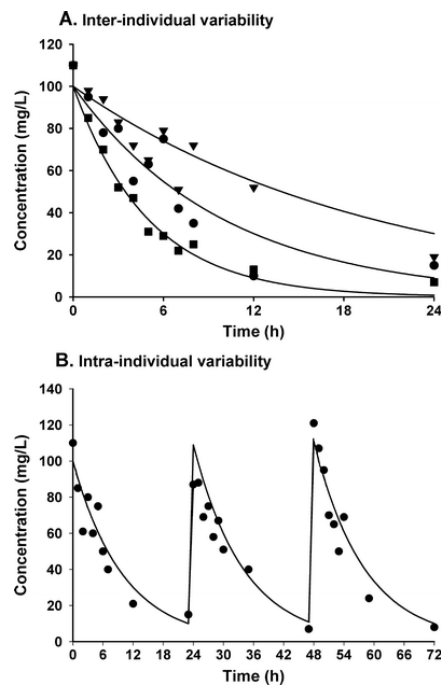 A. Inter-individual variability
Concentration (mg/L)
120
100
80
60
40
20
0
0 6 12 18 24
Time (h)
B. Intra-individual variability
Concentration (mg/L)
140
120
100
80
60
40
20
0
0 6 12 18 24 30 36 42 48 54 60 66 72
Time (h)